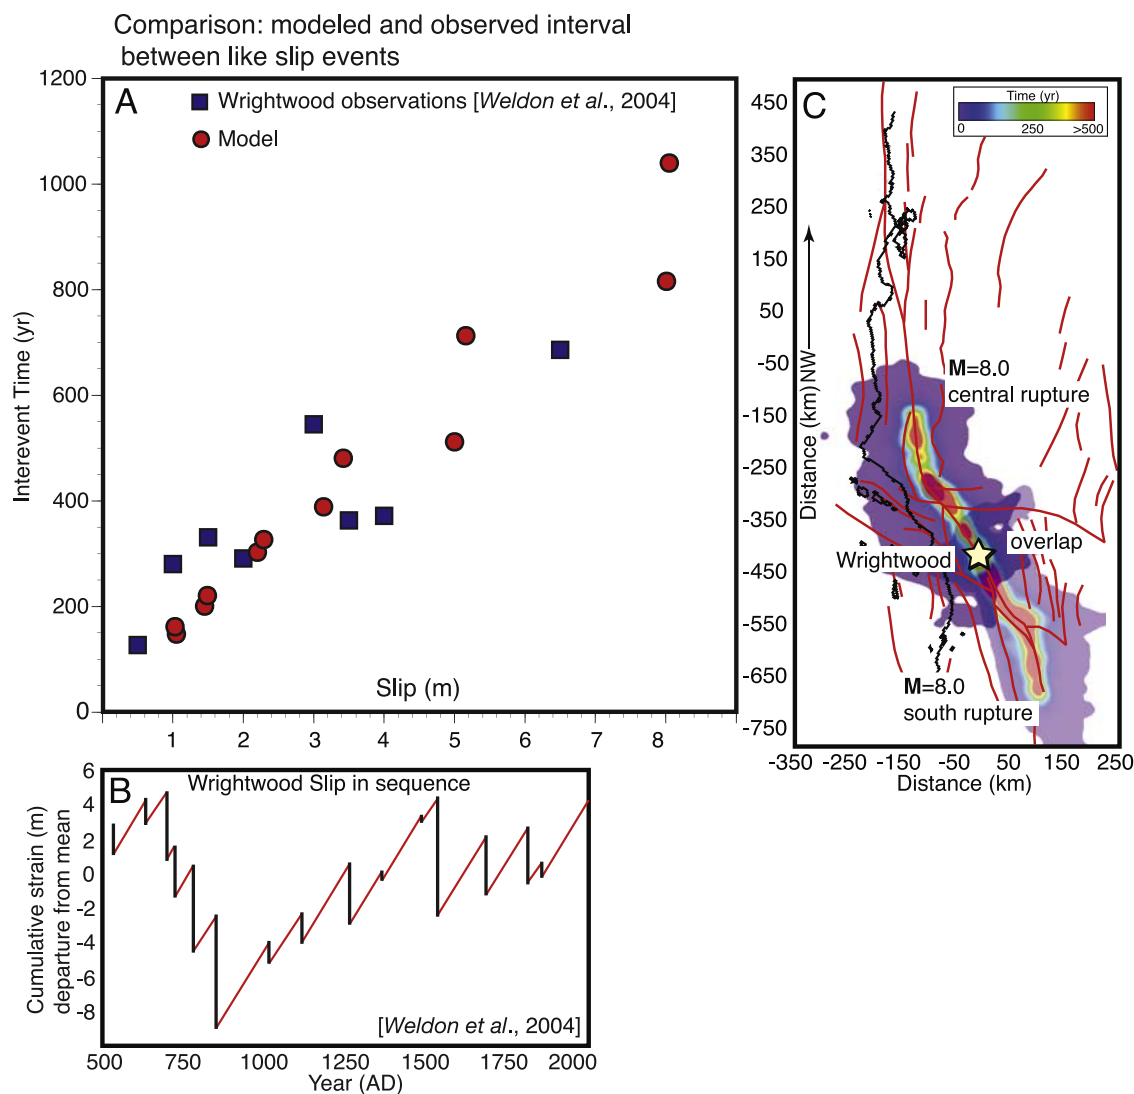 Comparison: modeled and observed interval
between like slip events
A
Wrightwood observations [Weldon et al., 2004]
Model
1200
1000
800
600
400
200
0
Interevent Time (yr)
Slip (m)
1 2 3 4 5 6 7 8
B
Wrightwood Slip in sequence
6
4
2
0
-2
-4
-6
-8
Cumulative strain (m)
departure from mean
[Weldon et al., 2004]
500 750 1000 1250 1500 1750 2000
Year (AD)
C
Time (yr)
0 250 >500
450
350
250
150
50
-50
-150
-250
-350
-450
-550
-650
-750
Distance (km) NW
M=8.0
central rupture
overlap
Wrightwood
M=8.0
south rupture
-350 -250 -150 -50 50 150 250
Distance (km)